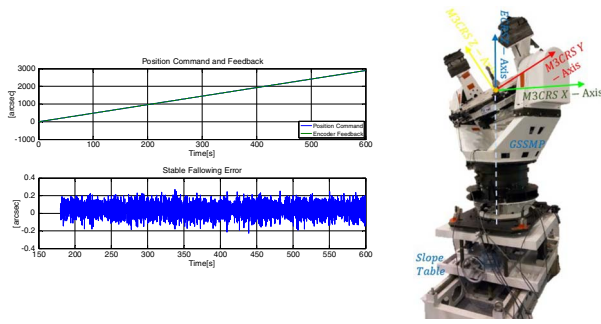 Position Command and Feedback
3000
2000
1000
0
-1000
[arcsec]
0 100 200 300 400 500 600
Time[s]
Position Command
Encoder Feedback
Stable Fallowing Error
0.4
0.2
0
-0.2
-0.4
[arcsec]
150 200 250 300 350 400 450 500 550 600
Time[s]
M3CRS Z – Axis
– Axis
M3CRS Y – Axis
M3CRS X – Axis
GSSMP
Slope
Table